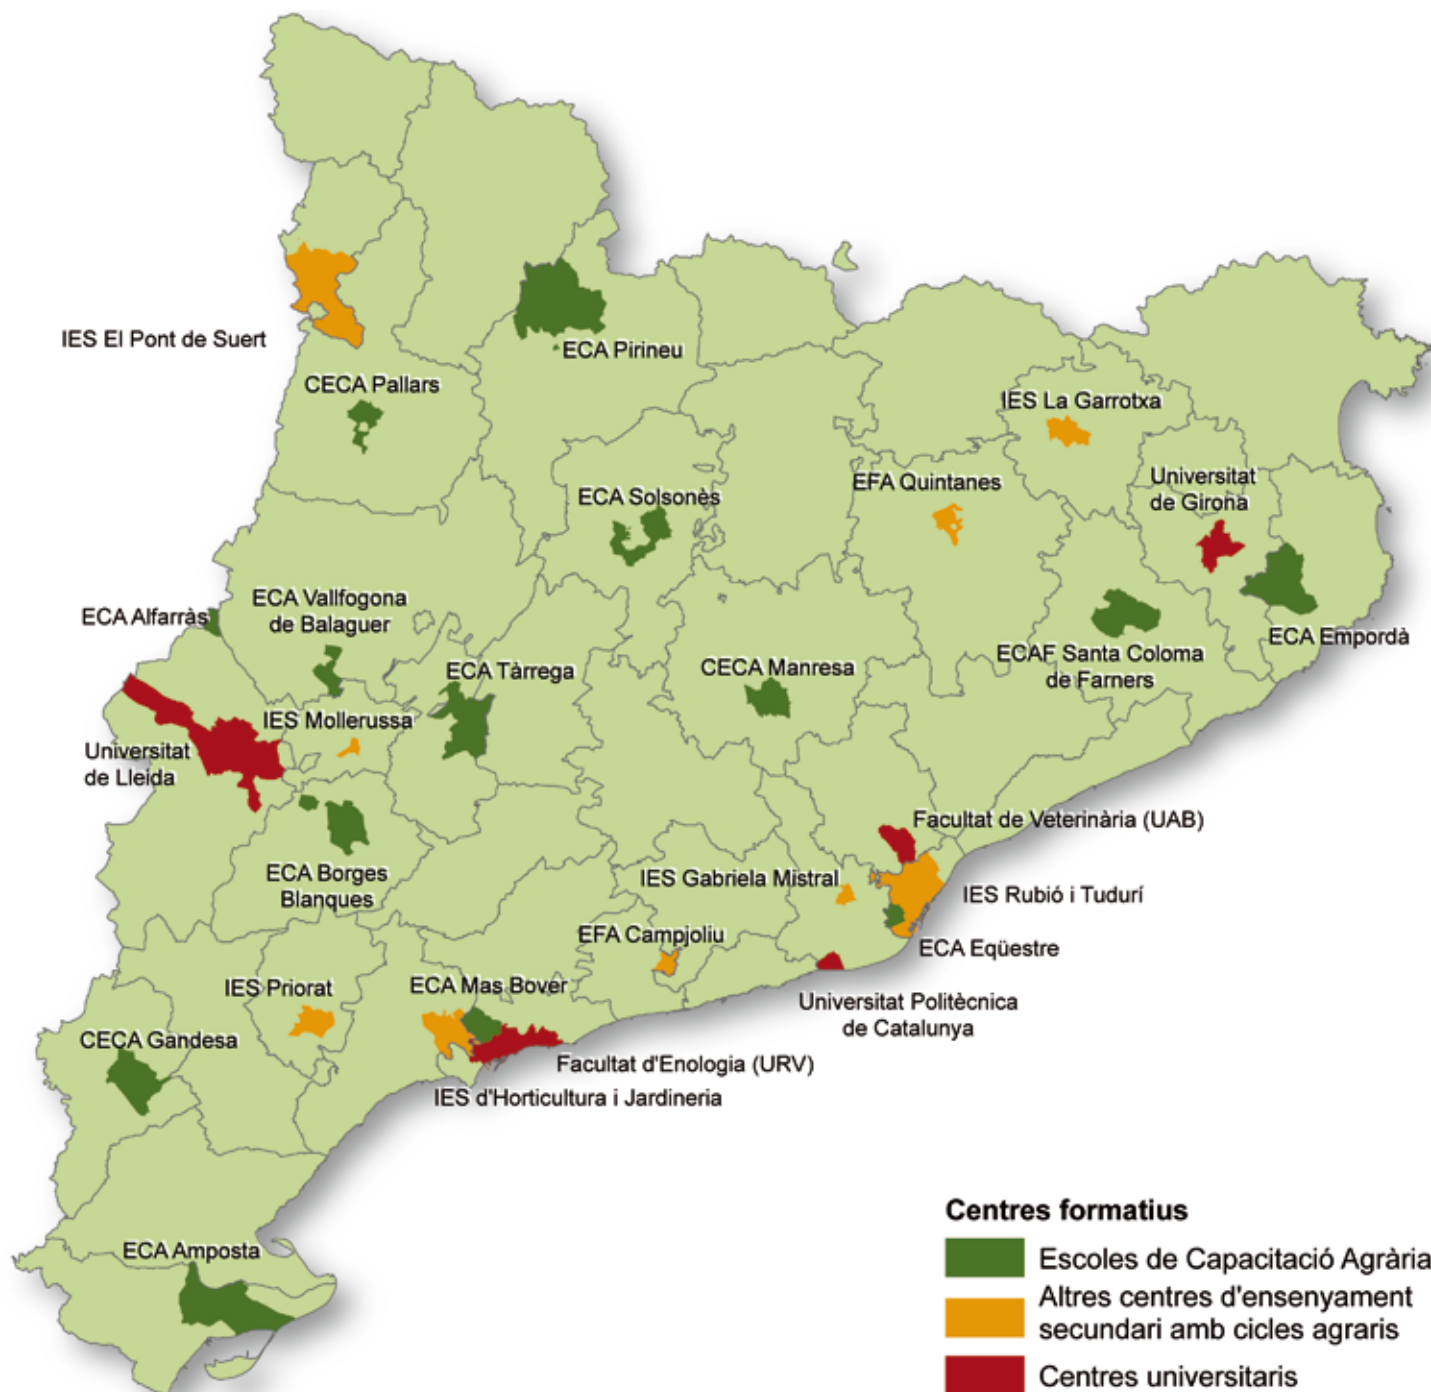 IES El Pont de Suert
ECA Pirineu
CECA Pallars
IES La Garrotxa
ECA Solsonès
EFA Quintanes
Universitat
de Girona
ECA Alfarràs
ECA Vallfogona
de Balaguer
ECA Empordà
ECA Tàrrega
CECA Manresa
ECAF Santa Coloma
de Farners
IES Mollerussa
Universitat
de Lleida
Facultat de Veterinària (UAB)
ECA Borges
Blanques
IES Gabriela Mistral
IES Rubió i Tudurí
EFA Campjoliu
ECA Eqüestre
IES Priorat
ECA Mas Bover
Universitat Politècnica
de Catalunya
CECA Gandesa
Facultat d'Enologia (URV)
IES d'Horticultura i Jardineria
ECA Amposta
Centres formatius
Escoles de Capacitació Agrària
Altres centres d'ensenyament
secundari amb cicles agraris
Centres universitaris